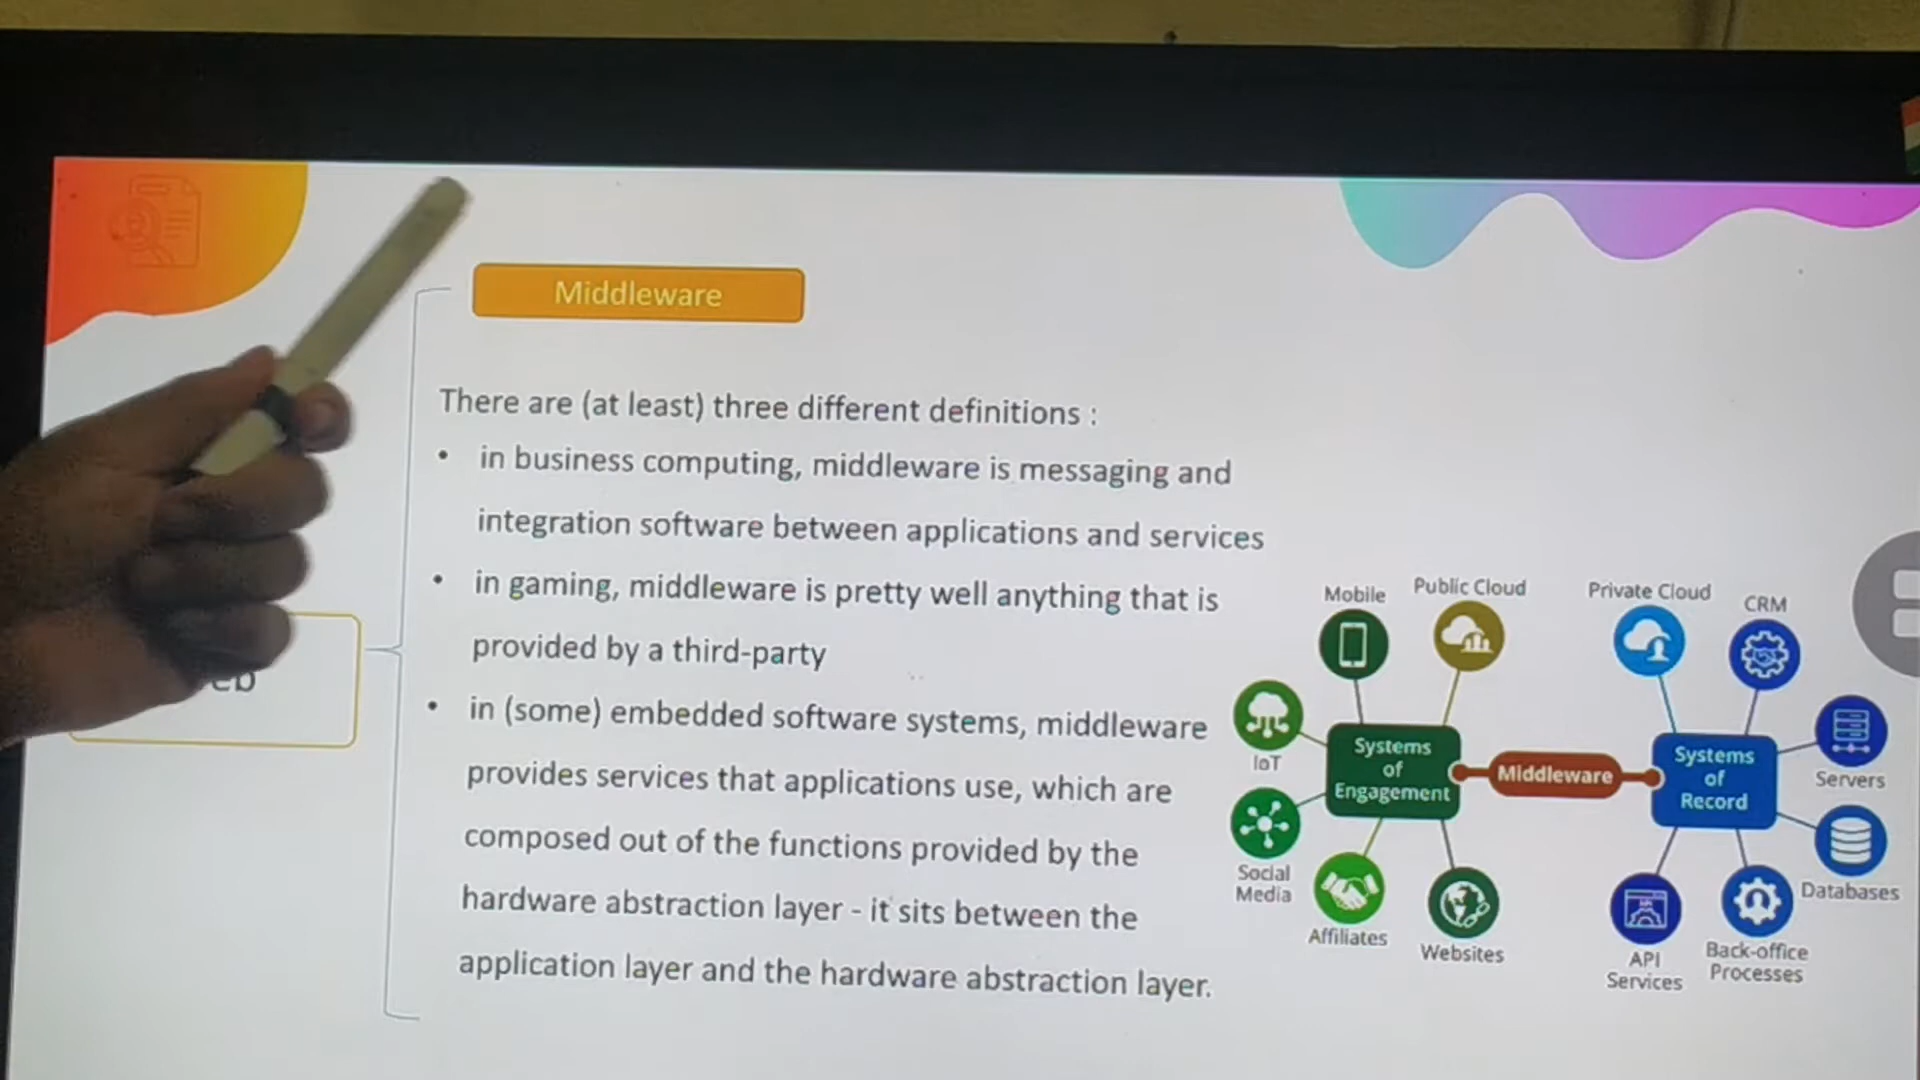 Middleware
There are (at least) three different definitions :
• in business computing, middleware is messaging and
integration software between applications and services
• in gaming, middleware is pretty well anything that is
provided by a third-party
• in (some) embedded software systems, middleware
provides services that applications use, which are
composed out of the functions provided by the
hardware abstraction layer - it sits between the
application layer and the hardware abstraction layer.
Mobile
Public Cloud
IoT
Social
Media
Affiliates
Websites
Systems
of
Engagement
Middleware
Systems
of
Record
Private Cloud
CRM
Servers
Databases
Back-office
Processes
API
Services